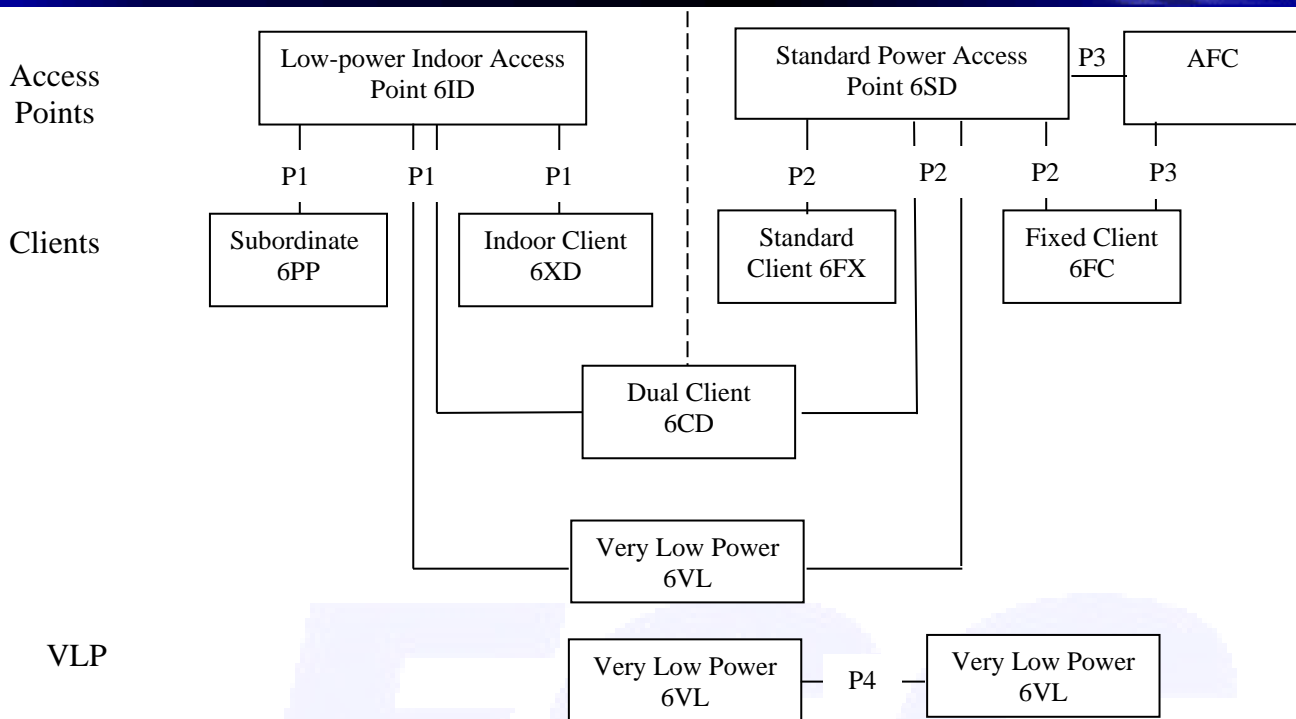 Access
Points
Low-power Indoor Access
Point 6ID
Standard Power Access
Point 6SD
P3
AFC
P1
P1
P1
P2
P2
P2
P3
Clients
Subordinate
6PP
Indoor Client
6XD
Standard
Client 6FX
Fixed Client
6FC
Dual Client
6CD
Very Low Power
6VL
VLP
Very Low Power
6VL
P4
Very Low Power
6VL